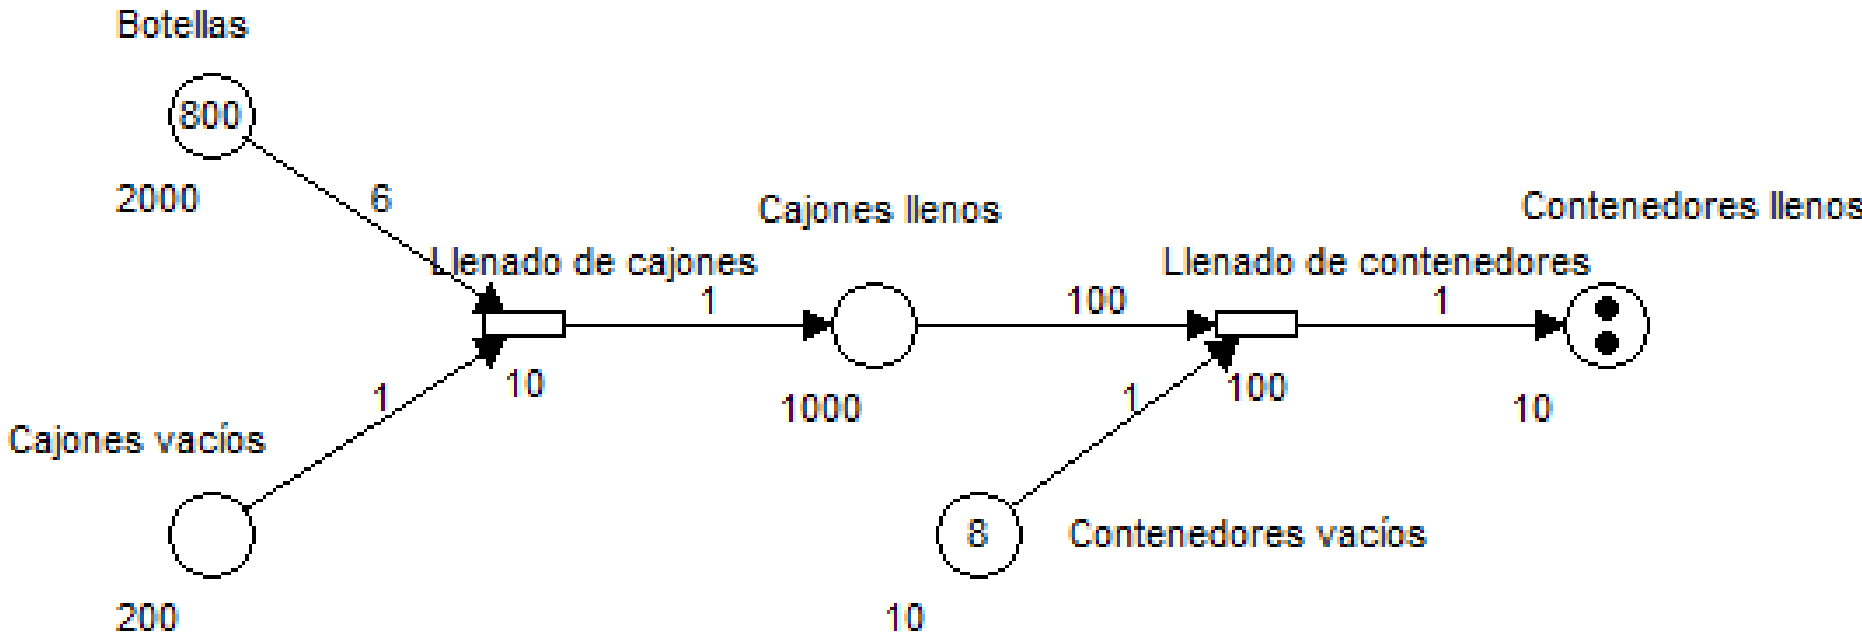 Botellas
800
2000
6
Cajones llenos
Contenedores llenos
Llenado de cajones
Llenado de contenedores
1
100
1
10
100
1
1
1000
10
Cajones vacíos
8
Contenedores vacíos
200
10